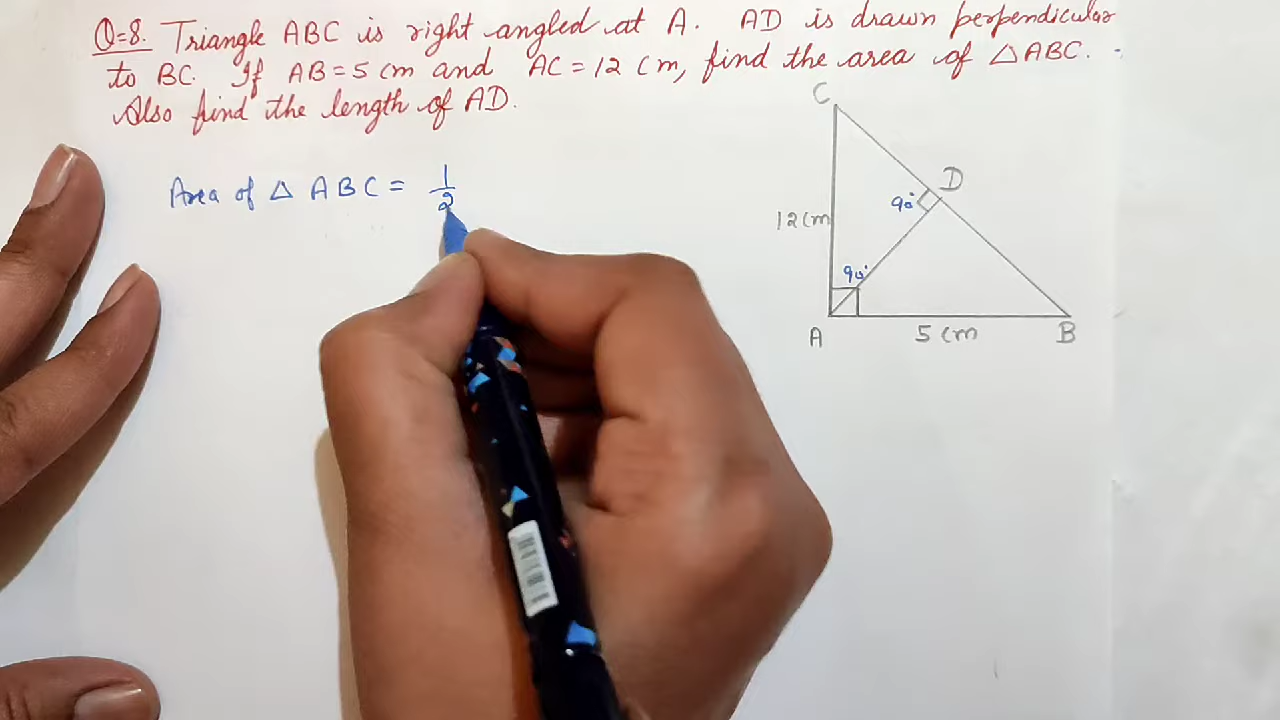 Q=8. Triangle ABC is right angled at A. AD is drawn perpendicular
to BC. If AB=5 cm and AC=12 cm, find the area of △ABC.
Also find the length of AD.
Area of △ ABC = 1/2
C
D
90°
12 cm
90°
A
5 cm
B